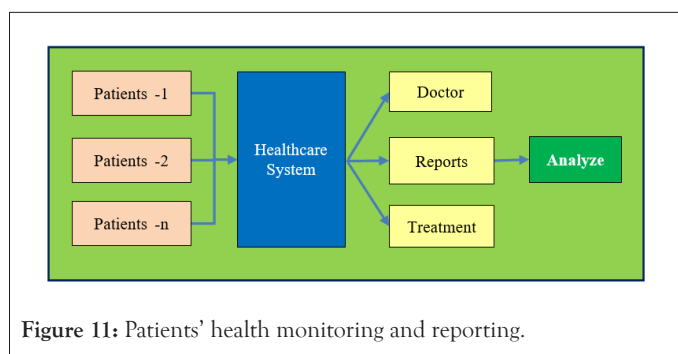 Patients -1
Patients -2
Patients -n
Healthcare
System
Doctor
Reports
Treatment
Analyze
Figure 11: Patients’ health monitoring and reporting.